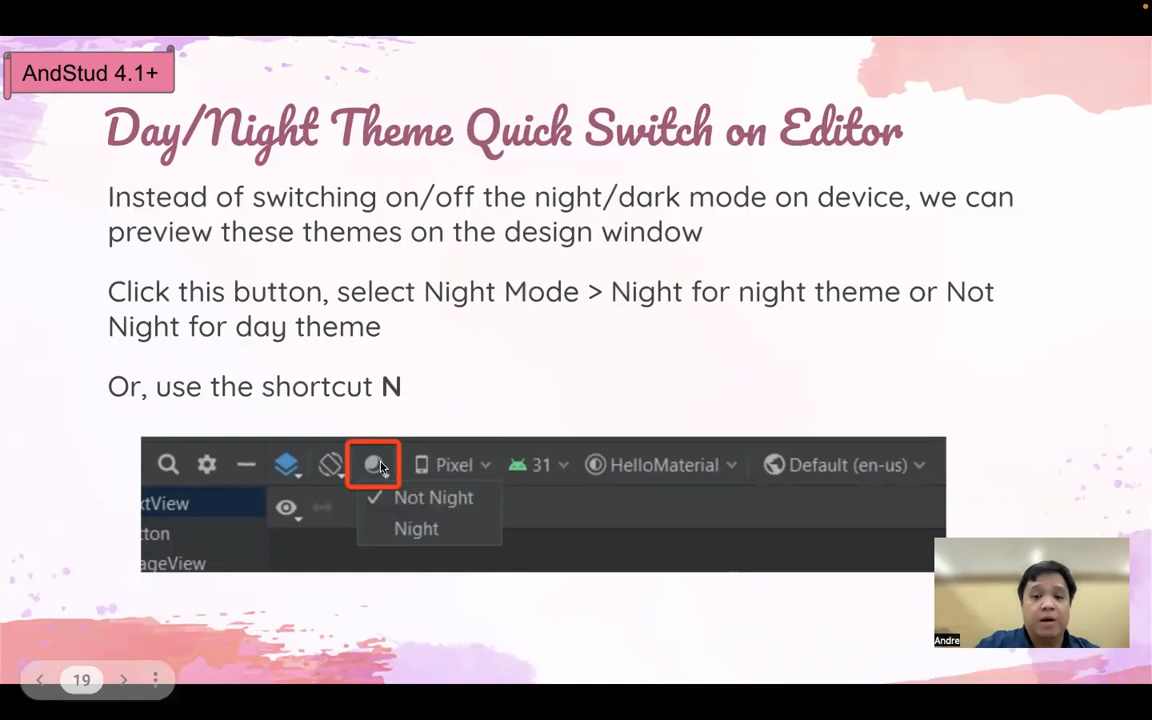 AndStud 4.1+
Day/Night Theme Quick Switch on Editor
Instead of switching on/off the night/dark mode on device, we can
preview these themes on the design window
Click this button, select Night Mode > Night for night theme or Not
Night for day theme
Or, use the shortcut N
Pixel 31 HelloMaterial Default (en-us)
xtView
Not Night
tton
Night
ageView
Andre
19